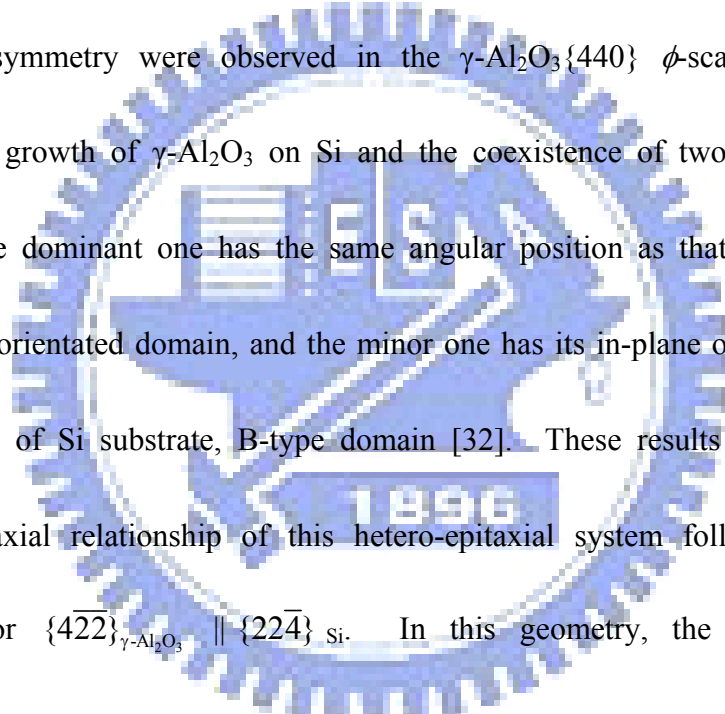 symmetry were observed in the γ-Al₂O₃{440} ϕ-sca
growth of γ-Al₂O₃ on Si and the coexistence of two
e dominant one has the same angular position as that
orientated domain, and the minor one has its in-plane o
of Si substrate, B-type domain [32]. These results
axial relationship of this hetero-epitaxial system foll
or {42̅2̅}γ-Al₂O₃ || {224̅} Si. In this geometry, the
1896